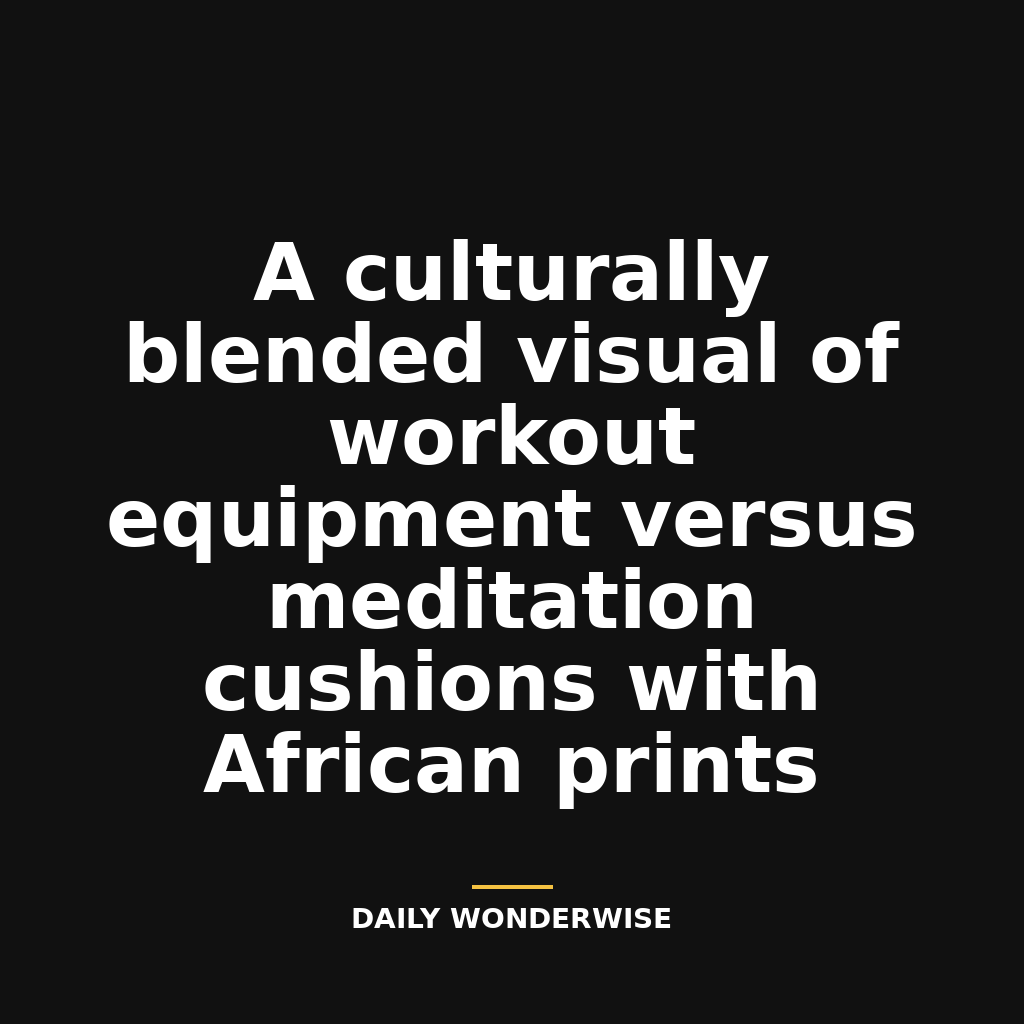 A culturally
blended visual of
workout
equipment versus
meditation
cushions with
African prints
DAILY WONDERWISE